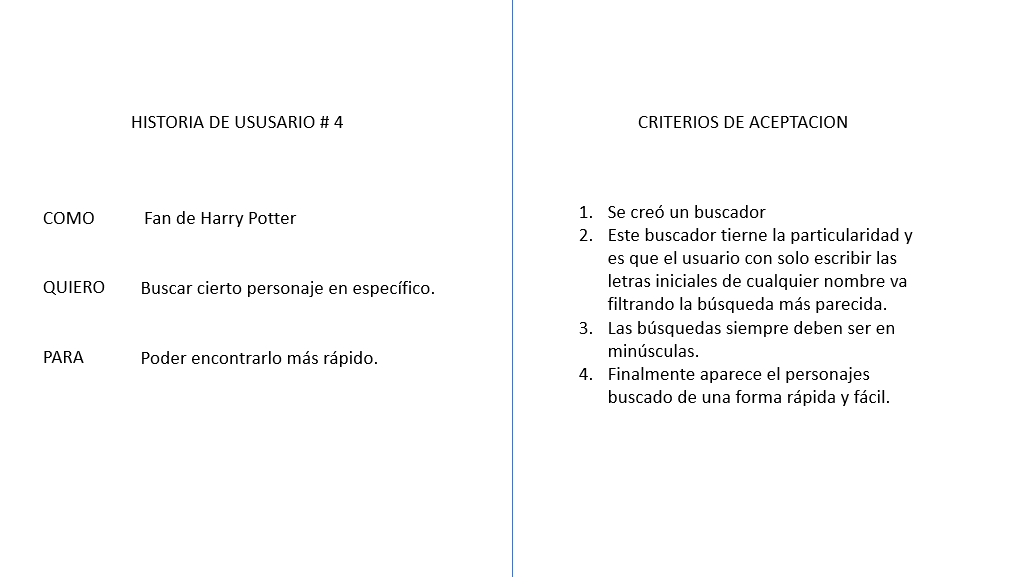 HISTORIA DE USUSARIO # 4
COMO Fan de Harry Potter
QUIERO Buscar cierto personaje en específico.
PARA Poder encontrarlo más rápido.
CRITERIOS DE ACEPTACION
1. Se creó un buscador
2. Este buscador tierne la particularidad y
es que el usuario con solo escribir las
letras iniciales de cualquier nombre va
filtrando la búsqueda más parecida.
3. Las búsquedas siempre deben ser en
minúsculas.
4. Finalmente aparece el personajes
buscado de una forma rápida y fácil.